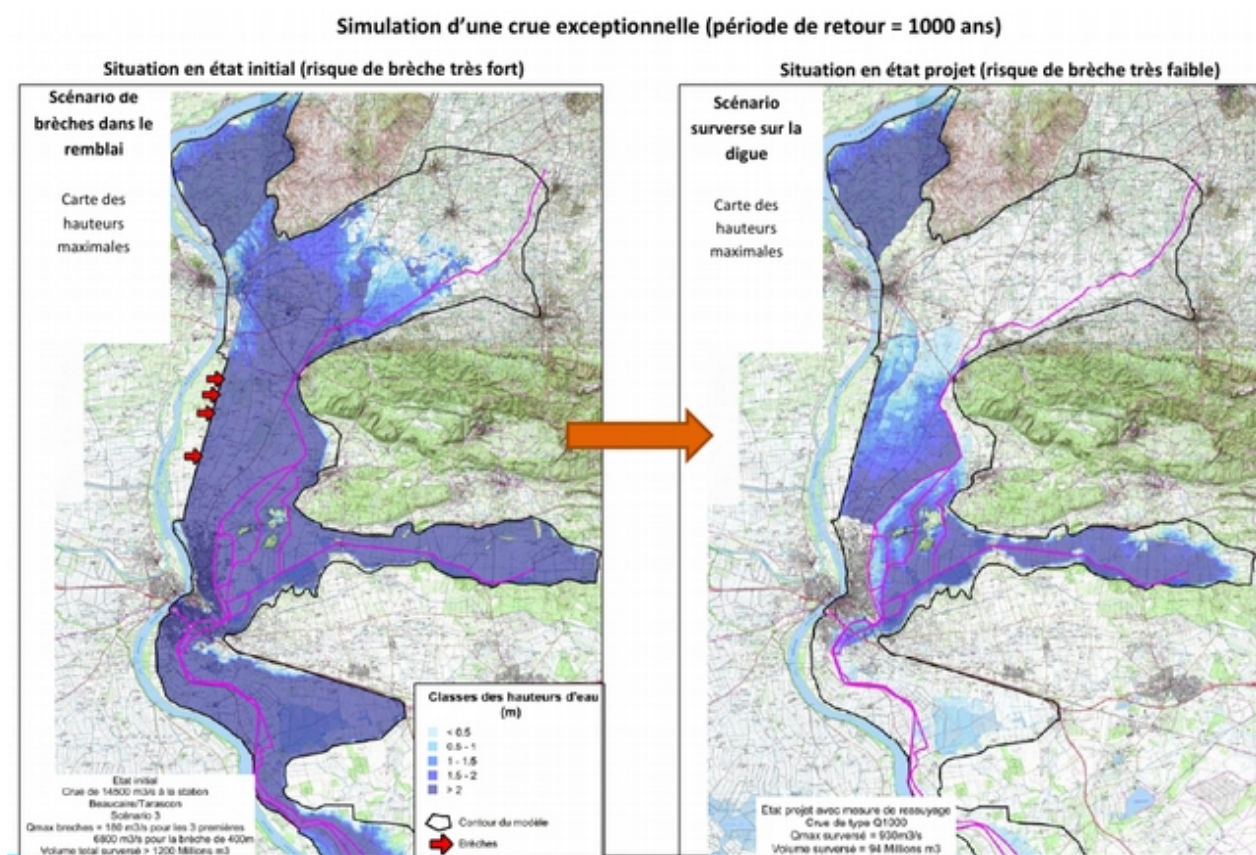 Simulation d'une crue exceptionnelle (période de retour = 1000 ans)
Situation en état initial (risque de brèche très fort)
Scénario de
brèches dans le
remblai
Carte des
hauteurs
maximales
Classes des hauteurs d'eau
(m)
< 0.5
0.5 - 1
1 - 1.5
1.5 - 2
> 2
Contour du modèle
Brèches
Etat initial
Crue de 14500 m3/s à la station
Beaucaire/Tarascon
Scénario 3
Qmax breches = 180 m3/s pour les 3 premières
6800 m3/s pour la brèche de 400m
Volume total surversé > 1200 Millions m3
Situation en état projet (risque de brèche très faible)
Scénario
surverse sur la
digue
Carte des
hauteurs
maximales
Etat projet avec mesure de ressuyage
Crue de type Q1000
Qmax surversé = 930m3/s
Volume surversé = 94 Millions m3